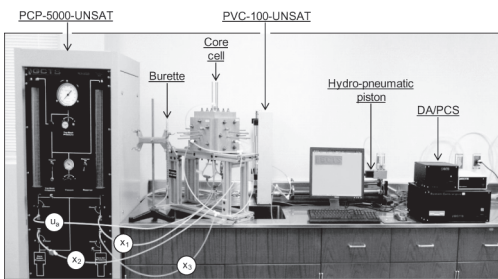 PCP-5000-UNSAT
PVC-100-UNSAT
Core
cell
Burette
Hydro-pneumatic
piston
DA/PCS
ua
x1
x2
x3